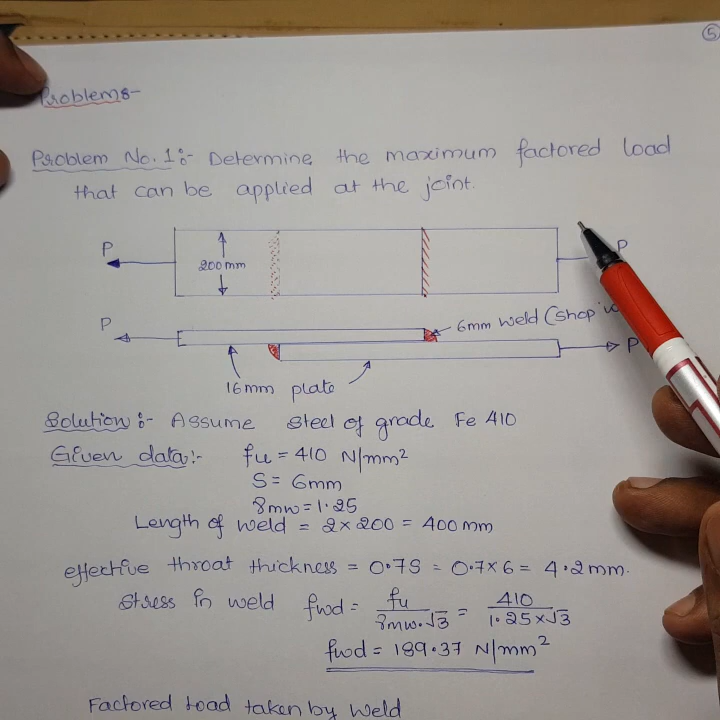 5
Problems:-
Problem No. 1:- Determine the maximum factored load
that can be applied at the joint.
P
200mm
P
P
6mm weld (shop
P
16mm plate
Solution:- Assume steel of grade Fe 410
Given data:- fu = 410 N/mm²
S = 6mm
γmw = 1.25
Length of weld = 2 x 200 = 400 mm
effective throat thickness = 0.7S = 0.7 x 6 = 4.2 mm.
Stress in weld fwd = fu / γmw.√3 = 410 / 1.25x√3
fwd = 189.37 N/mm²
Factored load taken by weld